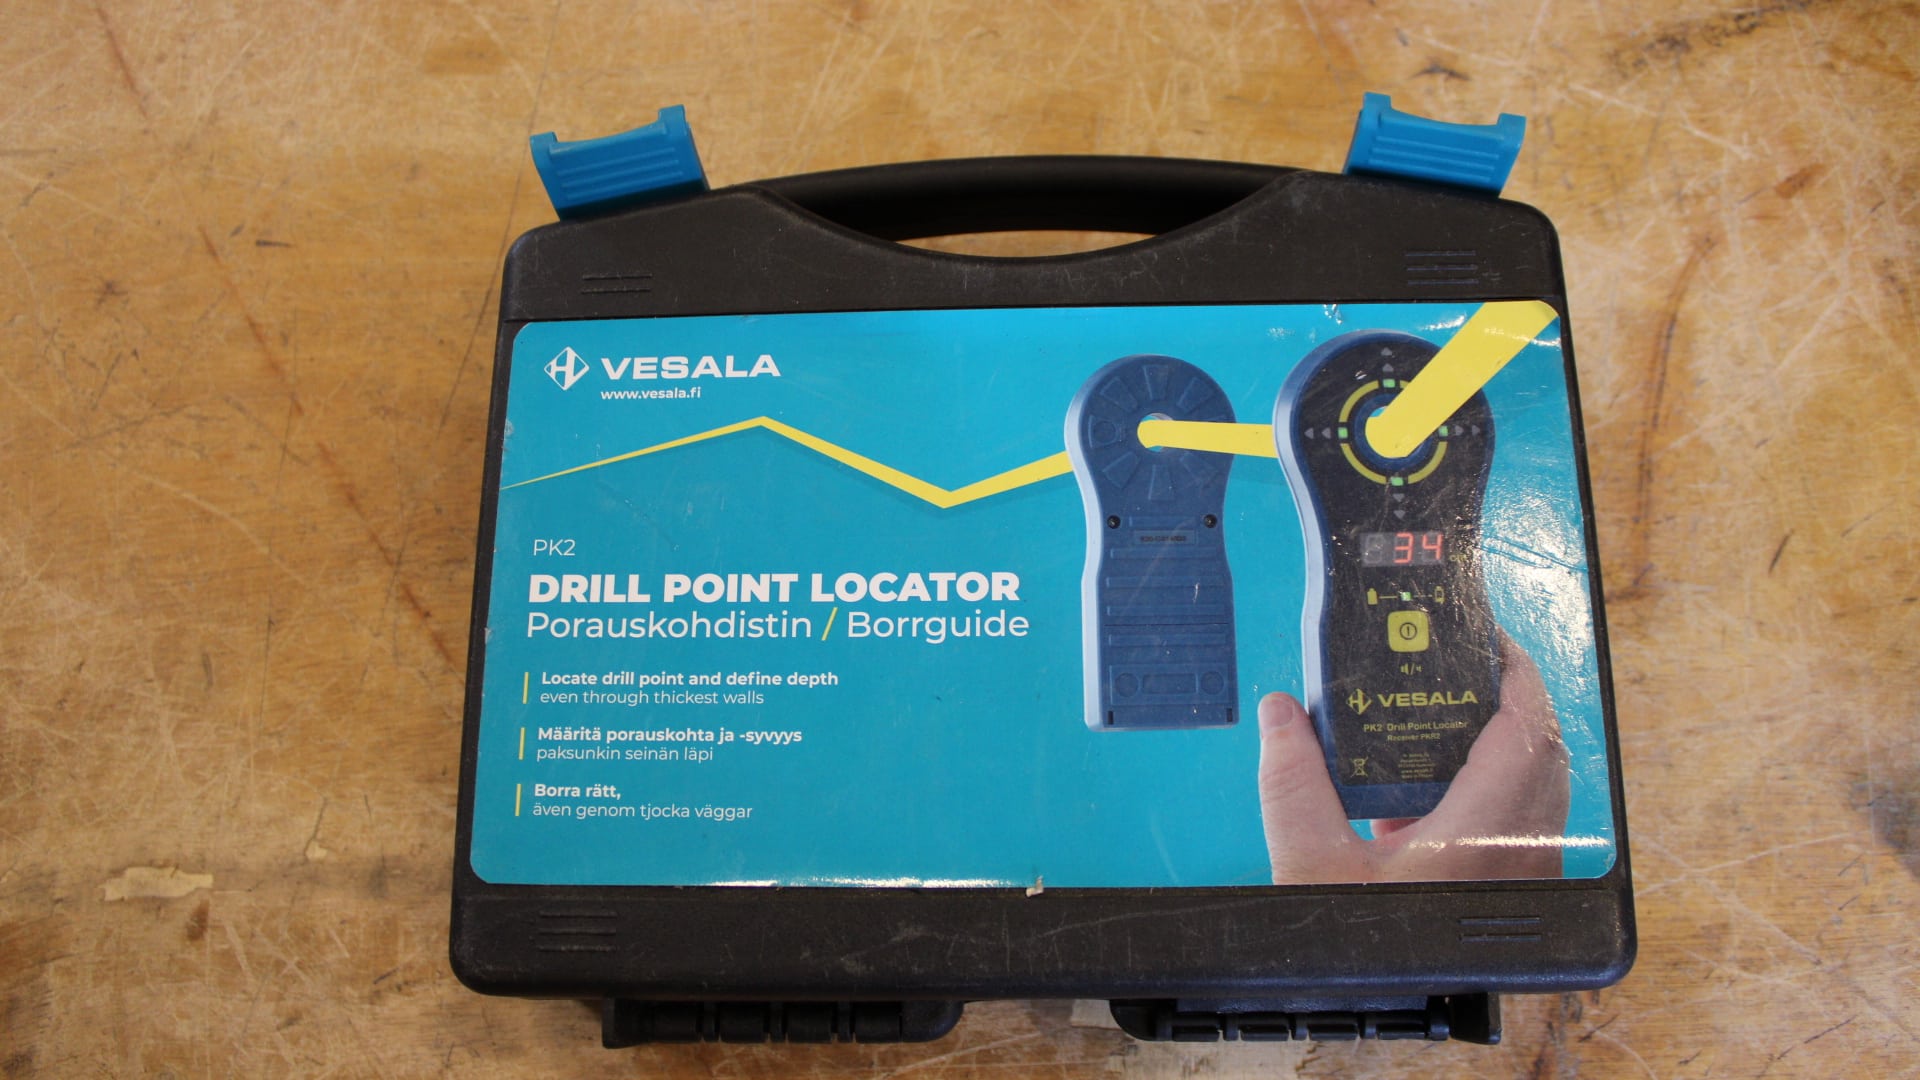 VESALA
www.vesala.fi
PK2
DRILL POINT LOCATOR
Porauskohdistin / Borrguide
Locate drill point and define depth
even through thickest walls
Määritä porauskohta ja -syvyys
paksunkin seinän läpi
Borra rätt,
även genom tjocka väggar
34
VESALA
PK2 Drill Point Locator
Receiver PKR2